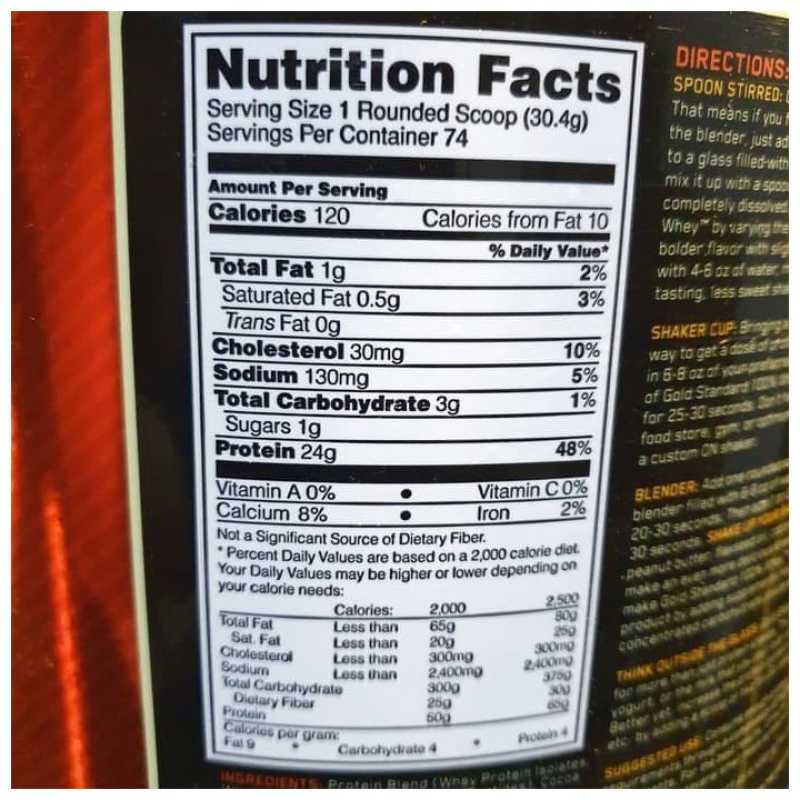 Nutrition Facts
Serving Size 1 Rounded Scoop (30.4g)
Servings Per Container 74
Amount Per Serving
Calories 120 Calories from Fat 10
% Daily Value*
Total Fat 1g 2%
Saturated Fat 0.5g 3%
Trans Fat 0g
Cholesterol 30mg 10%
Sodium 130mg 5%
Total Carbohydrate 3g 1%
Sugars 1g
Protein 24g 48%
Vitamin A 0% • Vitamin C 0%
Calcium 8% • Iron 2%
Not a Significant Source of Dietary Fiber.
* Percent Daily Values are based on a 2,000 calorie diet.
Your Daily Values may be higher or lower depending on
your calorie needs:
Calories: 2,000 2,500
Total Fat Less than 65g 80g
Sat. Fat Less than 20g 25g
Cholesterol Less than 300mg 300mg
Sodium Less than 2,400mg 2,400mg
Total Carbohydrate 300g 375g
Dietary Fiber 25g 30g
Protein 50g 65g
Calories per gram:
Fat 9 • Carbohydrate 4 • Protein 4
INGREDIENTS: Protein Blend (Whey Protein Isolates,
Cocoa
DIRECTIONS:
SPOON STIRRED:
That means if you
the blender, just
to a glass filled with
mix it up with a
completely dissolved
Whey™ by varying the
bolder flavor with
with 4-6 oz of water,
tasting, less sweet
SHAKER CUP: Bringing
way to get a dose of
in 6-8 oz of your
of Gold Standard 100%
for 25-30 seconds.
food store, gym, or
a custom ON shaker.
BLENDER: Add one
blender filled with
20-30 seconds.
30 seconds.
peanut butter,
make an
make Gold
product
THINK OUTSIDE THE GLASS:
for more
yogurt
Better
etc.
SUGGESTED USE:
requirements